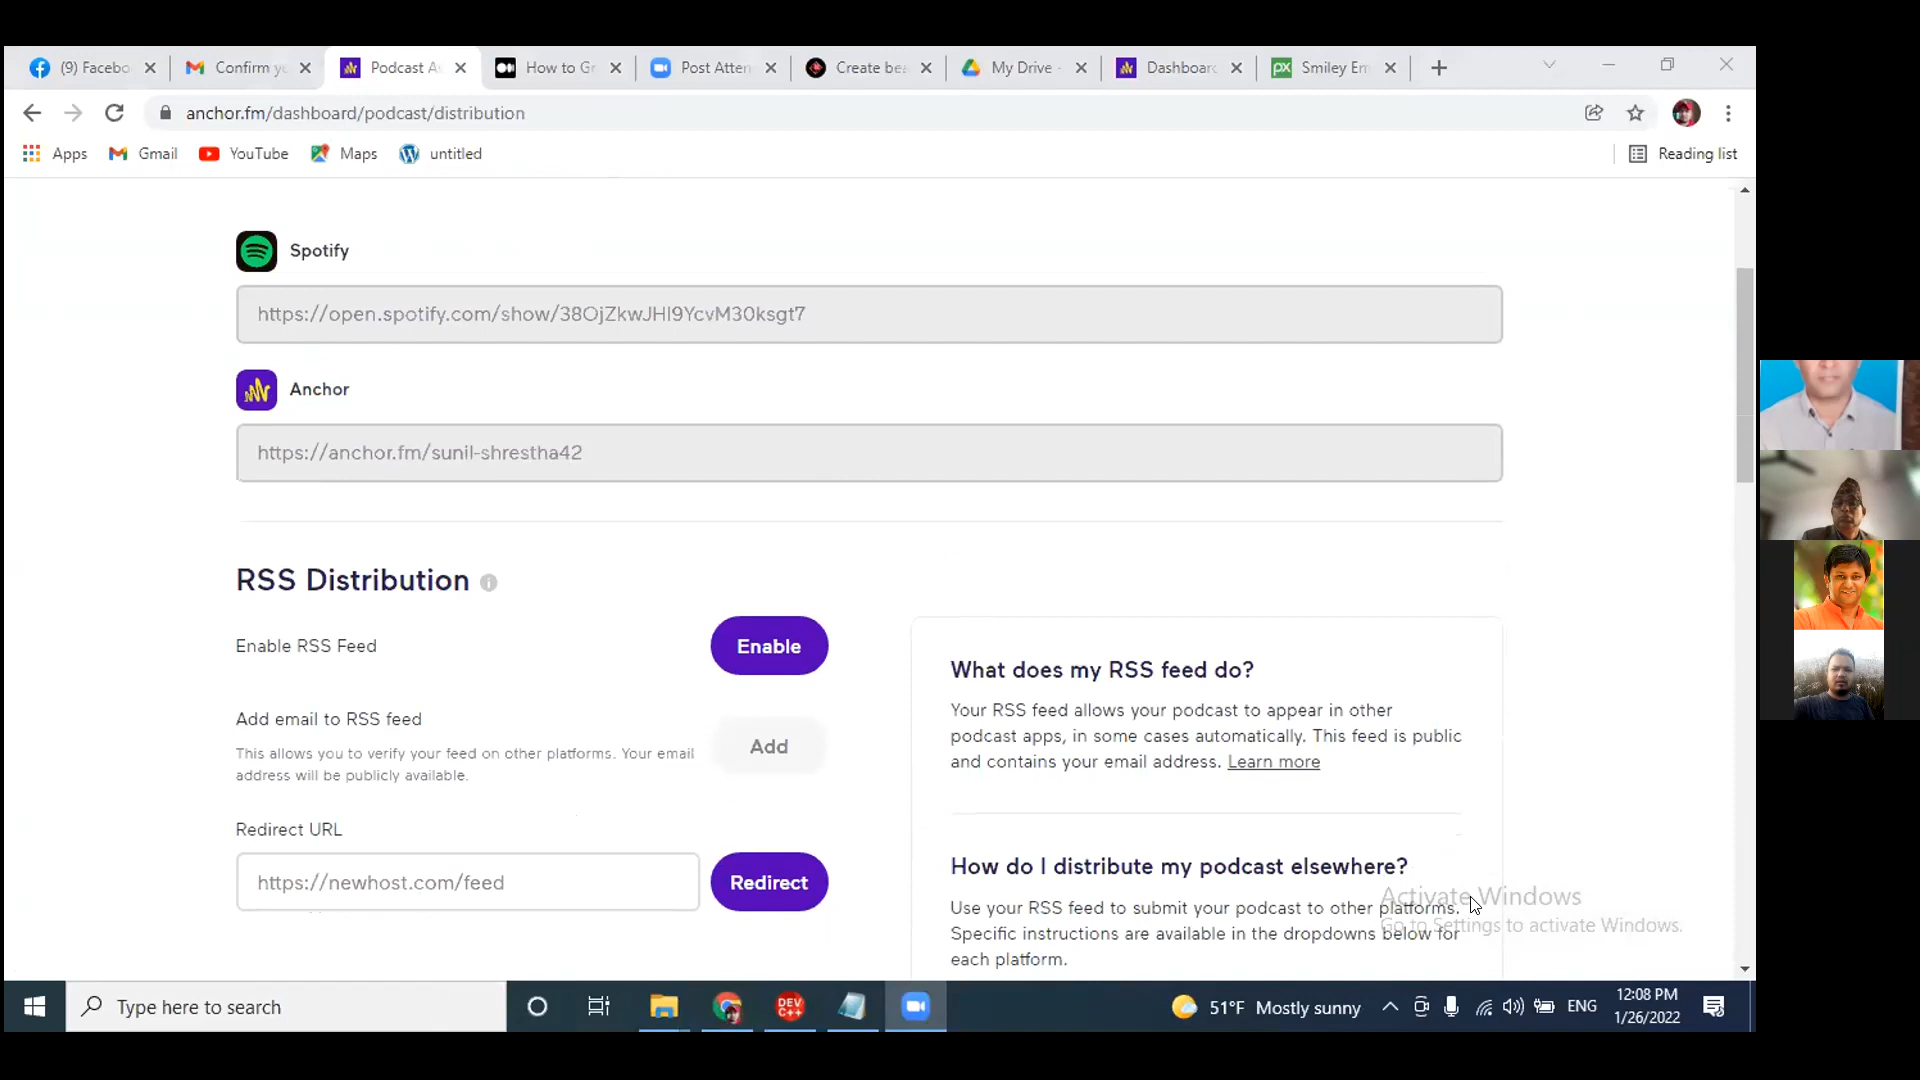 (9) Facebo
Confirm yo
Podcast A
How to Gr
Post Atten
Create bea
My Drive -
Dashboard
Smiley Em
anchor.fm/dashboard/podcast/distribution
Apps
Gmail
YouTube
Maps
untitled
Reading list
Spotify
https://open.spotify.com/show/38OjZkwJHl9YcvM30ksgt7
Anchor
https://anchor.fm/sunil-shrestha42
RSS Distribution
Enable RSS Feed
Enable
Add email to RSS feed
This allows you to verify your feed on other platforms. Your email
address will be publicly available.
Add
Redirect URL
https://newhost.com/feed
Redirect
What does my RSS feed do?
Your RSS feed allows your podcast to appear in other
podcast apps, in some cases automatically. This feed is public
and contains your email address. Learn more
How do I distribute my podcast elsewhere?
Use your RSS feed to submit your podcast to other platforms.
Specific instructions are available in the dropdowns below for
each platform.
Activate Windows
Go to Settings to activate Windows.
Type here to search
DEV
C++
51°F Mostly sunny
ENG
12:08 PM
1/26/2022